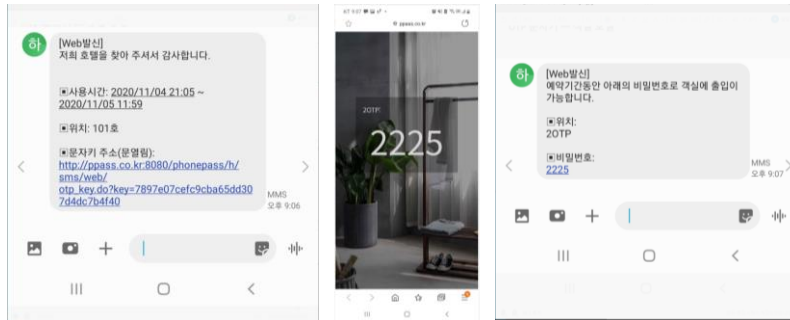 하
[Web발신]
저희 호텔을 찾아 주셔서 감사합니다.
▣사용시간: 2020/11/04 21:05 ~
2020/11/05 11:59
▣위치: 101호
▣문자키 주소(문열림):
http://ppass.co.kr:8080/phonepass/h/
sms/web/
otp_key.do?key=7897e07cefc9cba65dd30
7d4dc7b4f40
MMS
오후 9:06
ppass.co.kr
2OTP:
2225
하
[Web발신]
예약기간동안 아래의 비밀번호로 객실에 출입이
가능합니다.
▣위치:
2OTP
▣비밀번호:
2225
MMS
오후 9:07